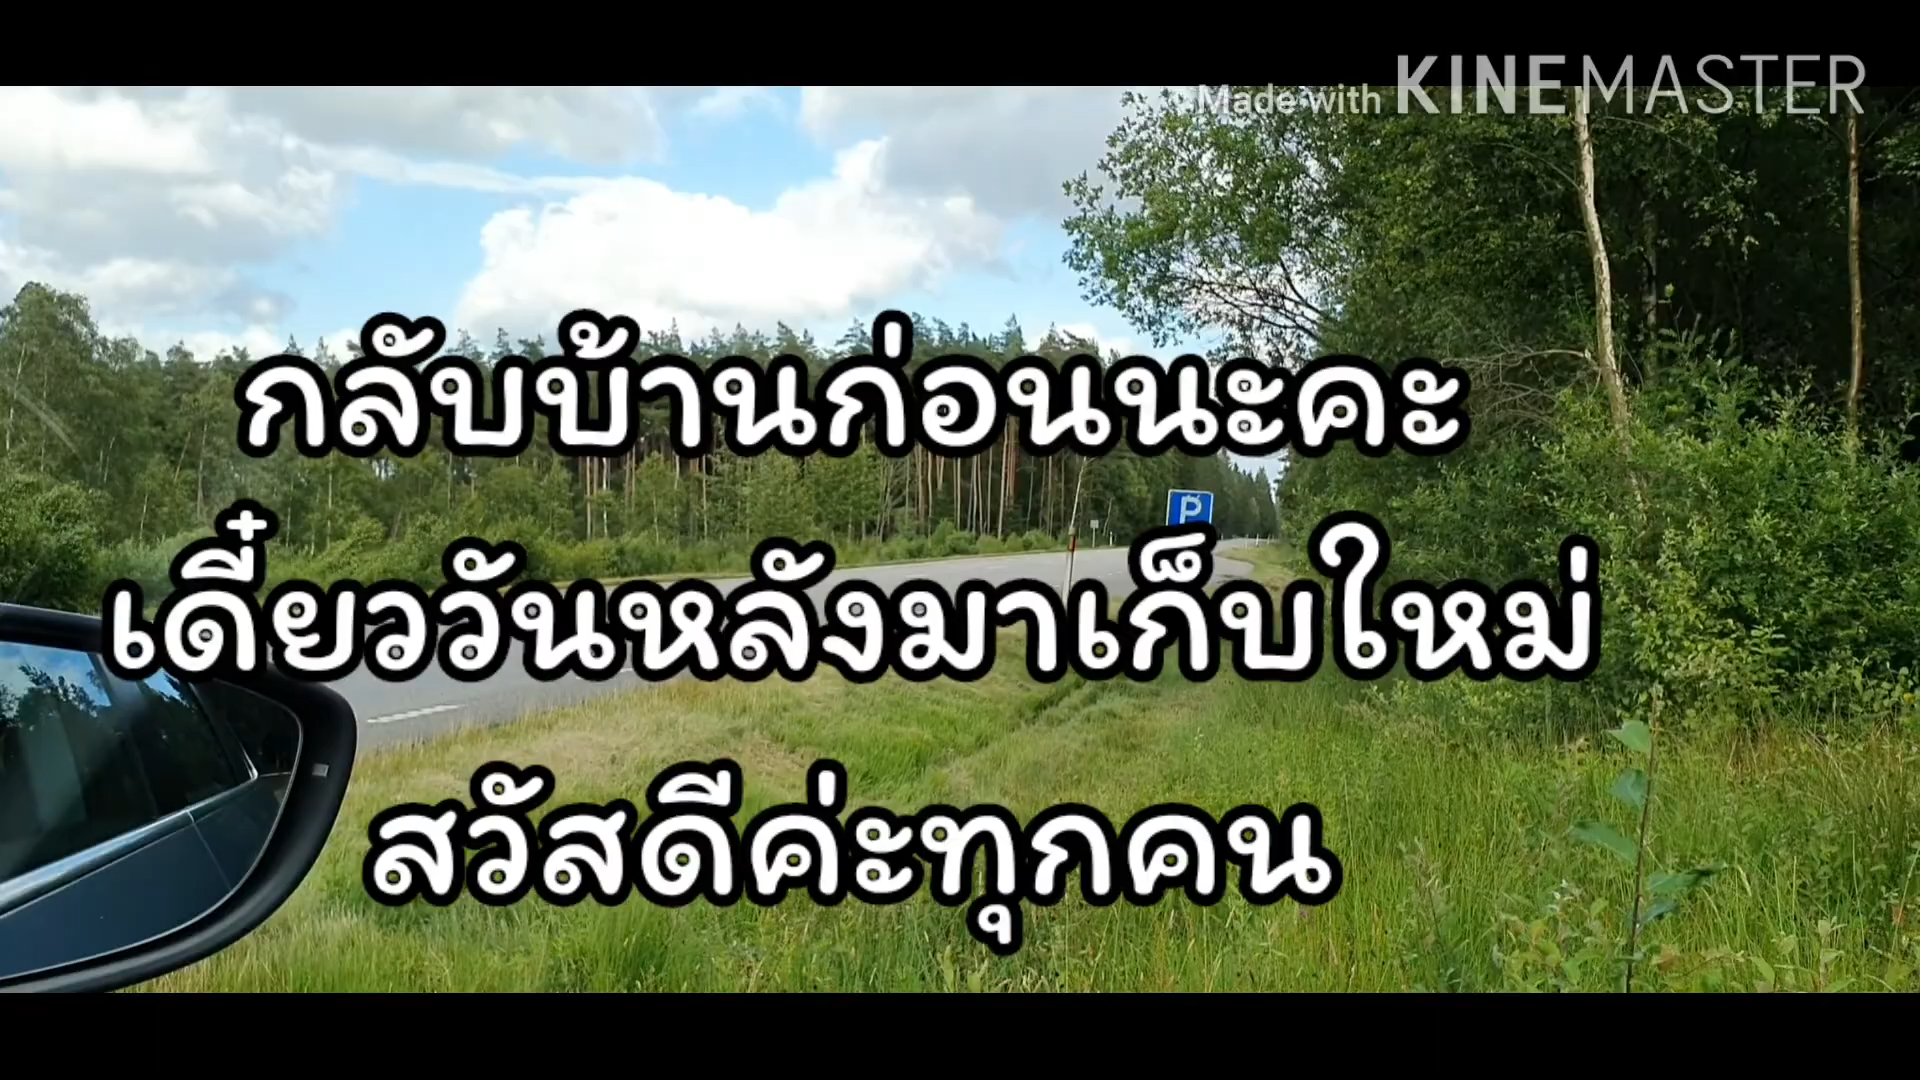 Made with KINEMASTER
กลับบ้านก่อนนะคะ
P
เดี๋ยววันหลังมาเก็บใหม่
สวัสดีค่ะทุกคน